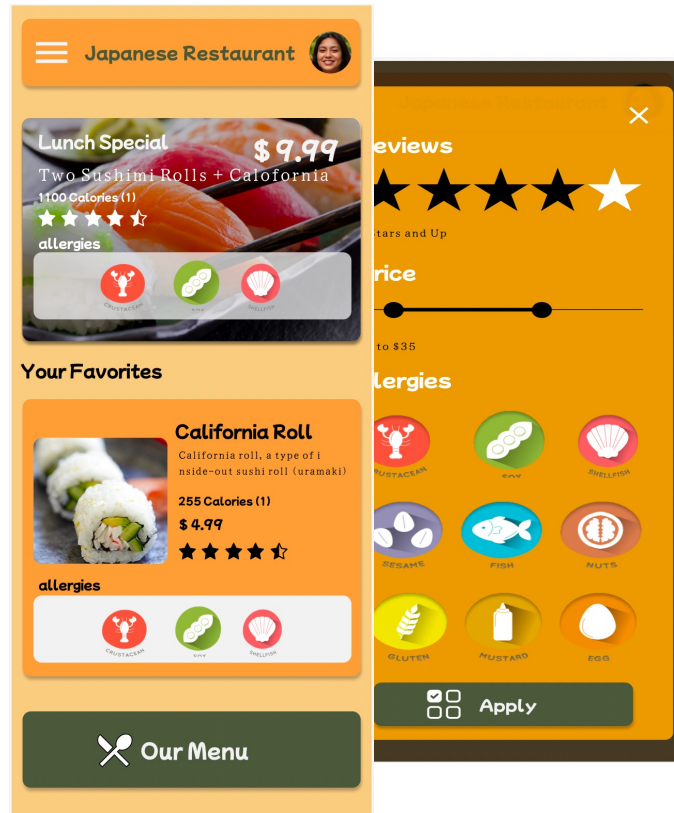 Japanese Restaurant
Lunch Special
$ 9.99
Two Sushimi Rolls + Calofornia
1100 Calories (1)
allergies
CRUSTACEAN
SHELLFISH
Your Favorites
California Roll
California roll, a type of i
nside-out sushi roll (uramaki)
255 Calories (1)
$ 4.99
allergies
CRUSTACEAN
SHELLFISH
Our Menu
eviews
tars and Up
rice
to $35
lergies
RUSTACEAN
SOY
SHELLFISH
SESAME
FISH
NUTS
GLUTEN
MUSTARD
EGG
Apply